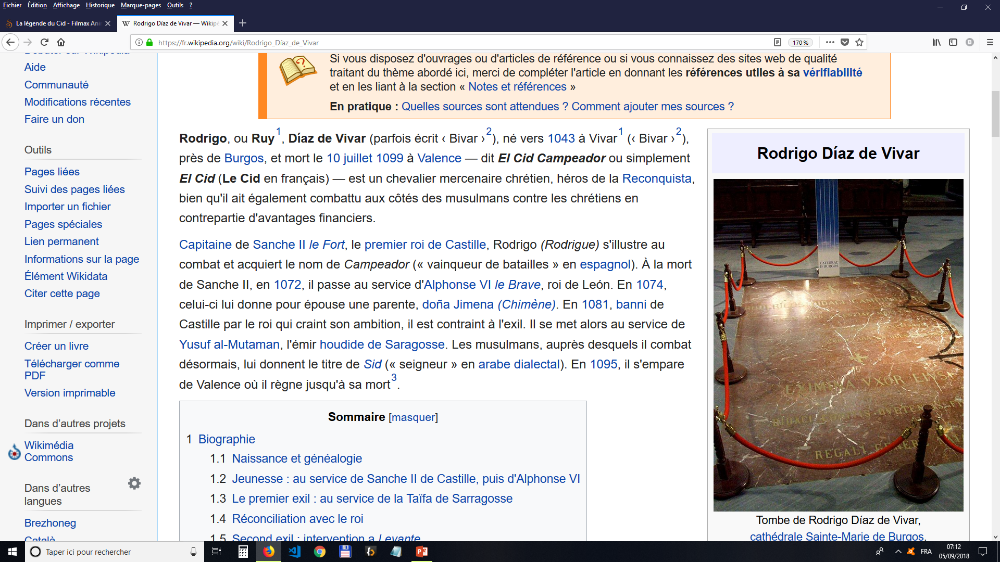 Fichier Édition Affichage Historique Marque-pages Outils ?
La légende du Cid - Filmax Ani
Rodrigo Díaz de Vivar — Wikipe
https://fr.wikipedia.org/wiki/Rodrigo_Díaz_de_Vivar
170 %
Débuter sur Wikipédia
Aide
Communauté
Modifications récentes
Faire un don
Outils
Pages liées
Suivi des pages liées
Importer un fichier
Pages spéciales
Lien permanent
Informations sur la page
Élément Wikidata
Citer cette page
Imprimer / exporter
Créer un livre
Télécharger comme
PDF
Version imprimable
Dans d’autres projets
Wikimédia
Commons
Dans d’autres
langues
Brezhoneg
Català
Si vous disposez d'ouvrages ou d'articles de référence ou si vous connaissez des sites web de qualité
traitant du thème abordé ici, merci de compléter l'article en donnant les références utiles à sa vérifiabilité
et en les liant à la section « Notes et références »
En pratique : Quelles sources sont attendues ? Comment ajouter mes sources ?
Rodrigo, ou Ruy1, Díaz de Vivar (parfois écrit ‹ Bivar ›2), né vers 1043 à Vivar1 (‹ Bivar ›2),
près de Burgos, et mort le 10 juillet 1099 à Valence — dit El Cid Campeador ou simplement
El Cid (Le Cid en français) — est un chevalier mercenaire chrétien, héros de la Reconquista,
bien qu'il ait également combattu aux côtés des musulmans contre les chrétiens en
contrepartie d'avantages financiers.
Capitaine de Sanche II le Fort, le premier roi de Castille, Rodrigo (Rodrigue) s'illustre au
combat et acquiert le nom de Campeador (« vainqueur de batailles » en espagnol). À la mort
de Sanche II, en 1072, il passe au service d'Alphonse VI le Brave, roi de León. En 1074,
celui-ci lui donne pour épouse une parente, doña Jimena (Chimène). En 1081, banni de
Castille par le roi qui craint son ambition, il est contraint à l'exil. Il se met alors au service de
Yusuf al-Mutaman, l'émir houdide de Saragosse. Les musulmans, auprès desquels il combat
désormais, lui donnent le titre de Sid (« seigneur » en arabe dialectal). En 1095, il s'empare
de Valence où il règne jusqu'à sa mort3.
Sommaire [masquer]
1 Biographie
1.1 Naissance et généalogie
1.2 Jeunesse : au service de Sanche II de Castille, puis d'Alphonse VI
1.3 Le premier exil : au service de la Taïfa de Sarragosse
1.4 Réconciliation avec le roi
1.5 Second exil : intervention a Levante
Rodrigo Díaz de Vivar
CATEDRAL
D BURGOS
EXIMINA VXOR EIVS
REGALI
Tombe de Rodrigo Díaz de Vivar,
cathédrale Sainte-Marie de Burgos.
Taper ici pour rechercher
FRA
07:12
05/09/2018